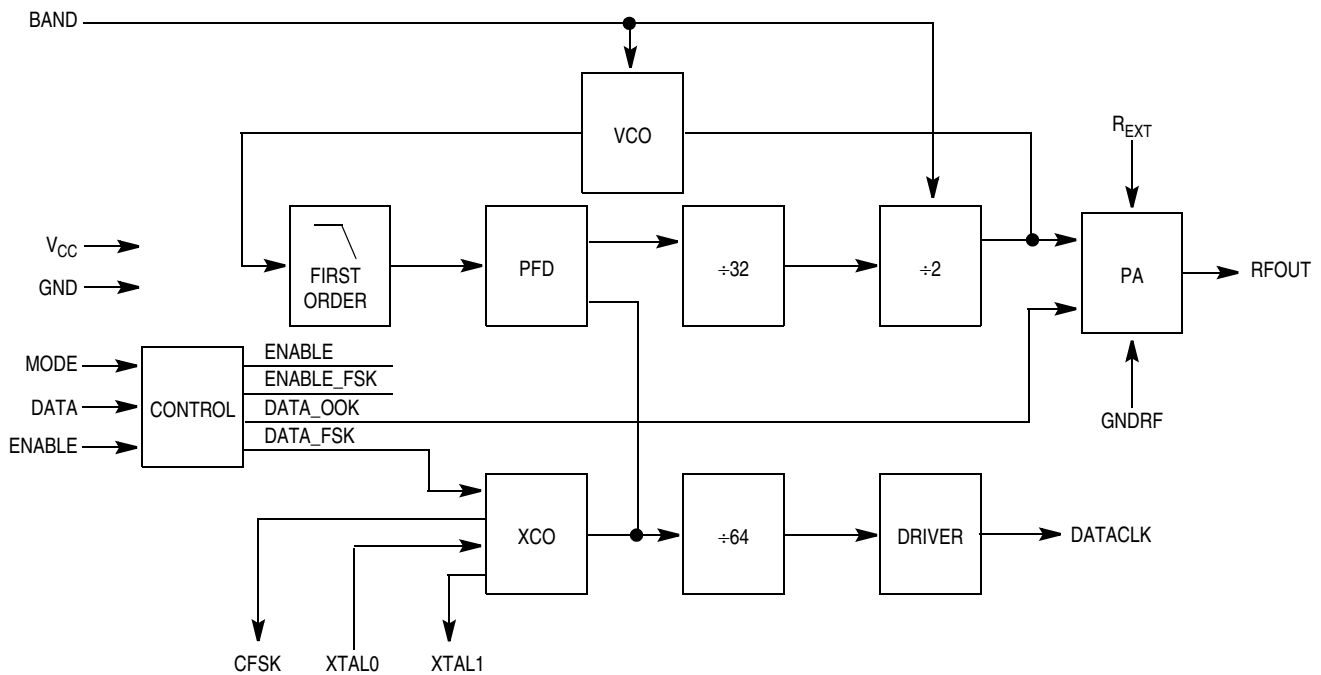 BAND
VCO
R_EXT
V_CC
GND
FIRST
ORDER
PFD
÷32
÷2
PA
RFOUT
MODE
DATA
ENABLE
CONTROL
ENABLE
ENABLE_FSK
DATA_OOK
DATA_FSK
GNDRF
XCO
÷64
DRIVER
DATACLK
CFSK
XTAL0
XTAL1